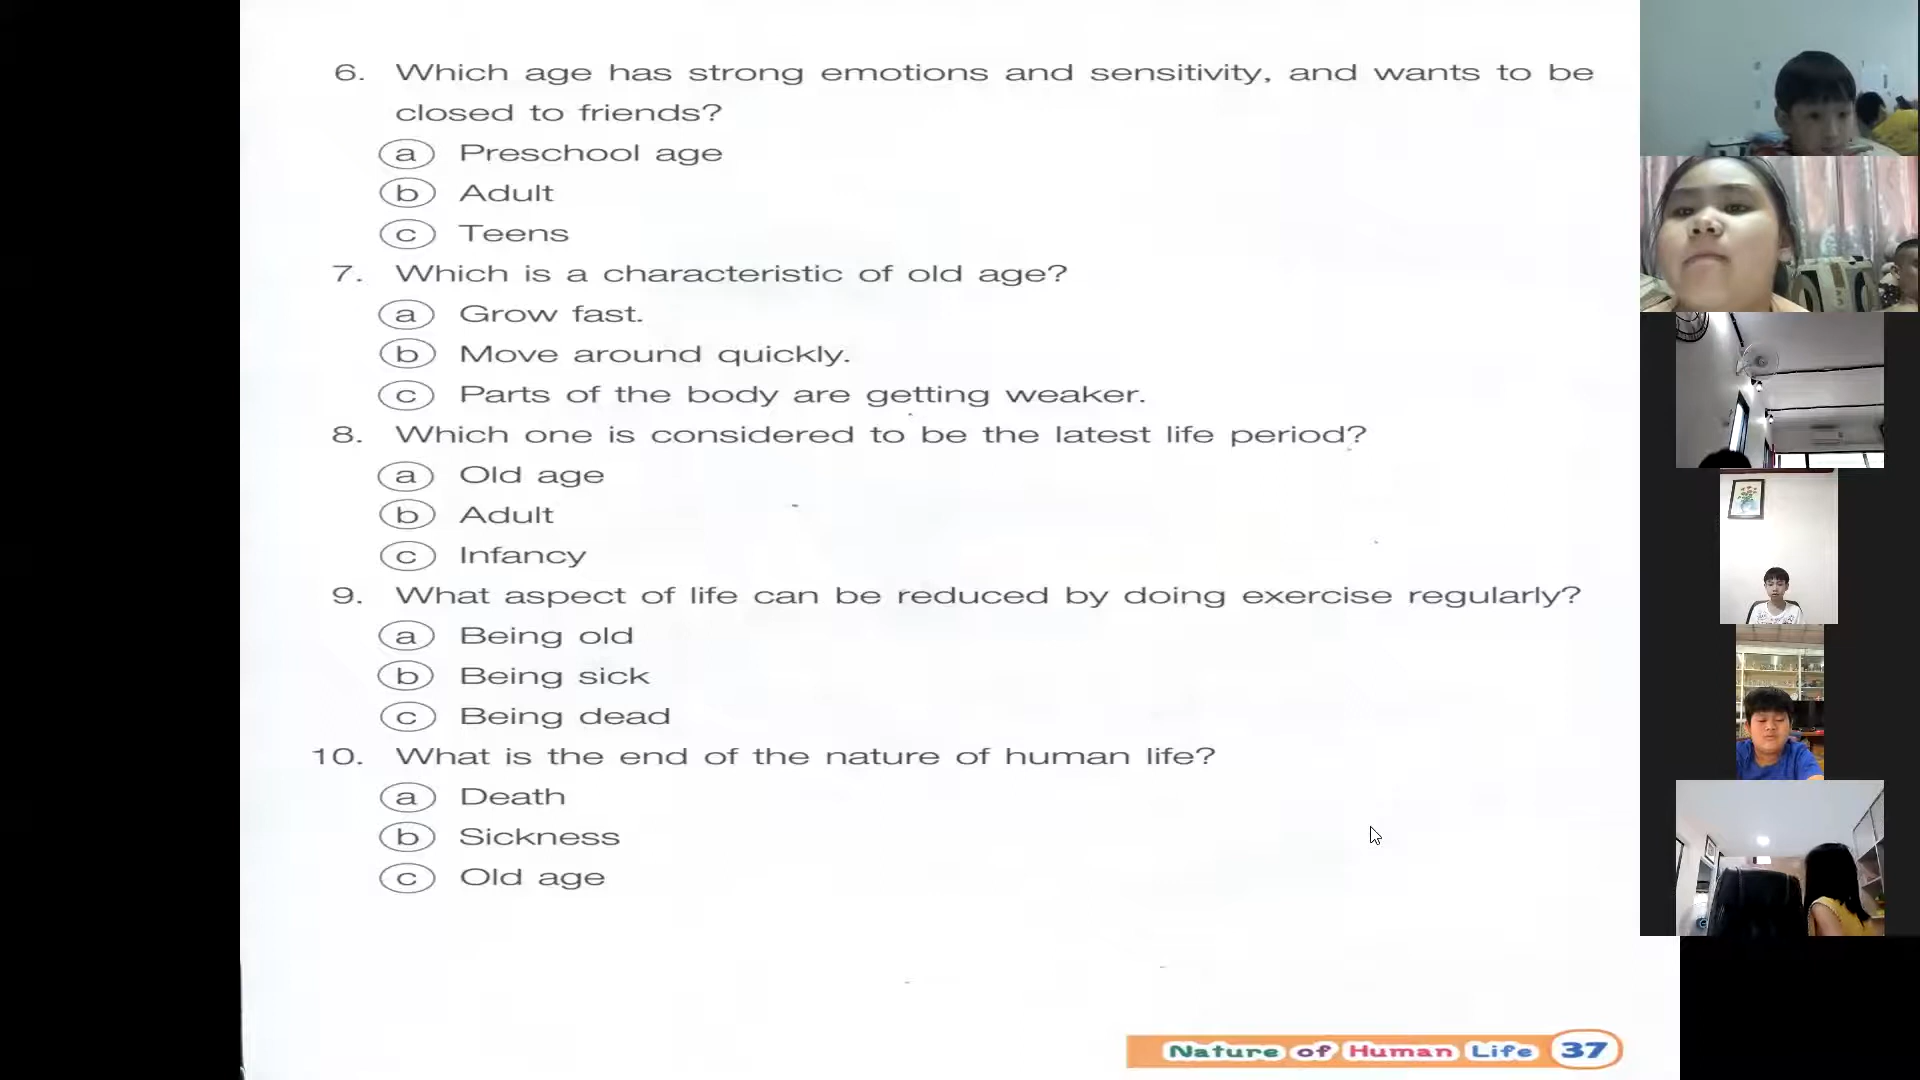 6. Which age has strong emotions and sensitivity, and wants to be
closed to friends?
a Preschool age
b Adult
c Teens
7. Which is a characteristic of old age?
a Grow fast.
b Move around quickly.
c Parts of the body are getting weaker.
8. Which one is considered to be the latest life period?
a Old age
b Adult
c Infancy
9. What aspect of life can be reduced by doing exercise regularly?
a Being old
b Being sick
c Being dead
10. What is the end of the nature of human life?
a Death
b Sickness
c Old age
Nature of Human Life 37